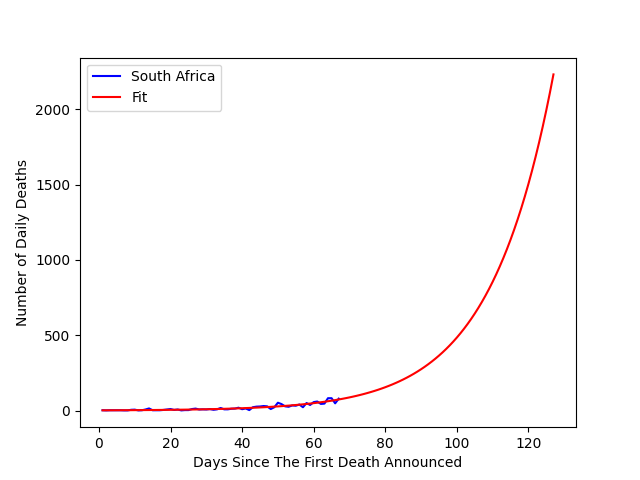 South Africa
Fit
2000
1500
1000
500
0
Number of Daily Deaths
0 20 40 60 80 100 120
Days Since The First Death Announced